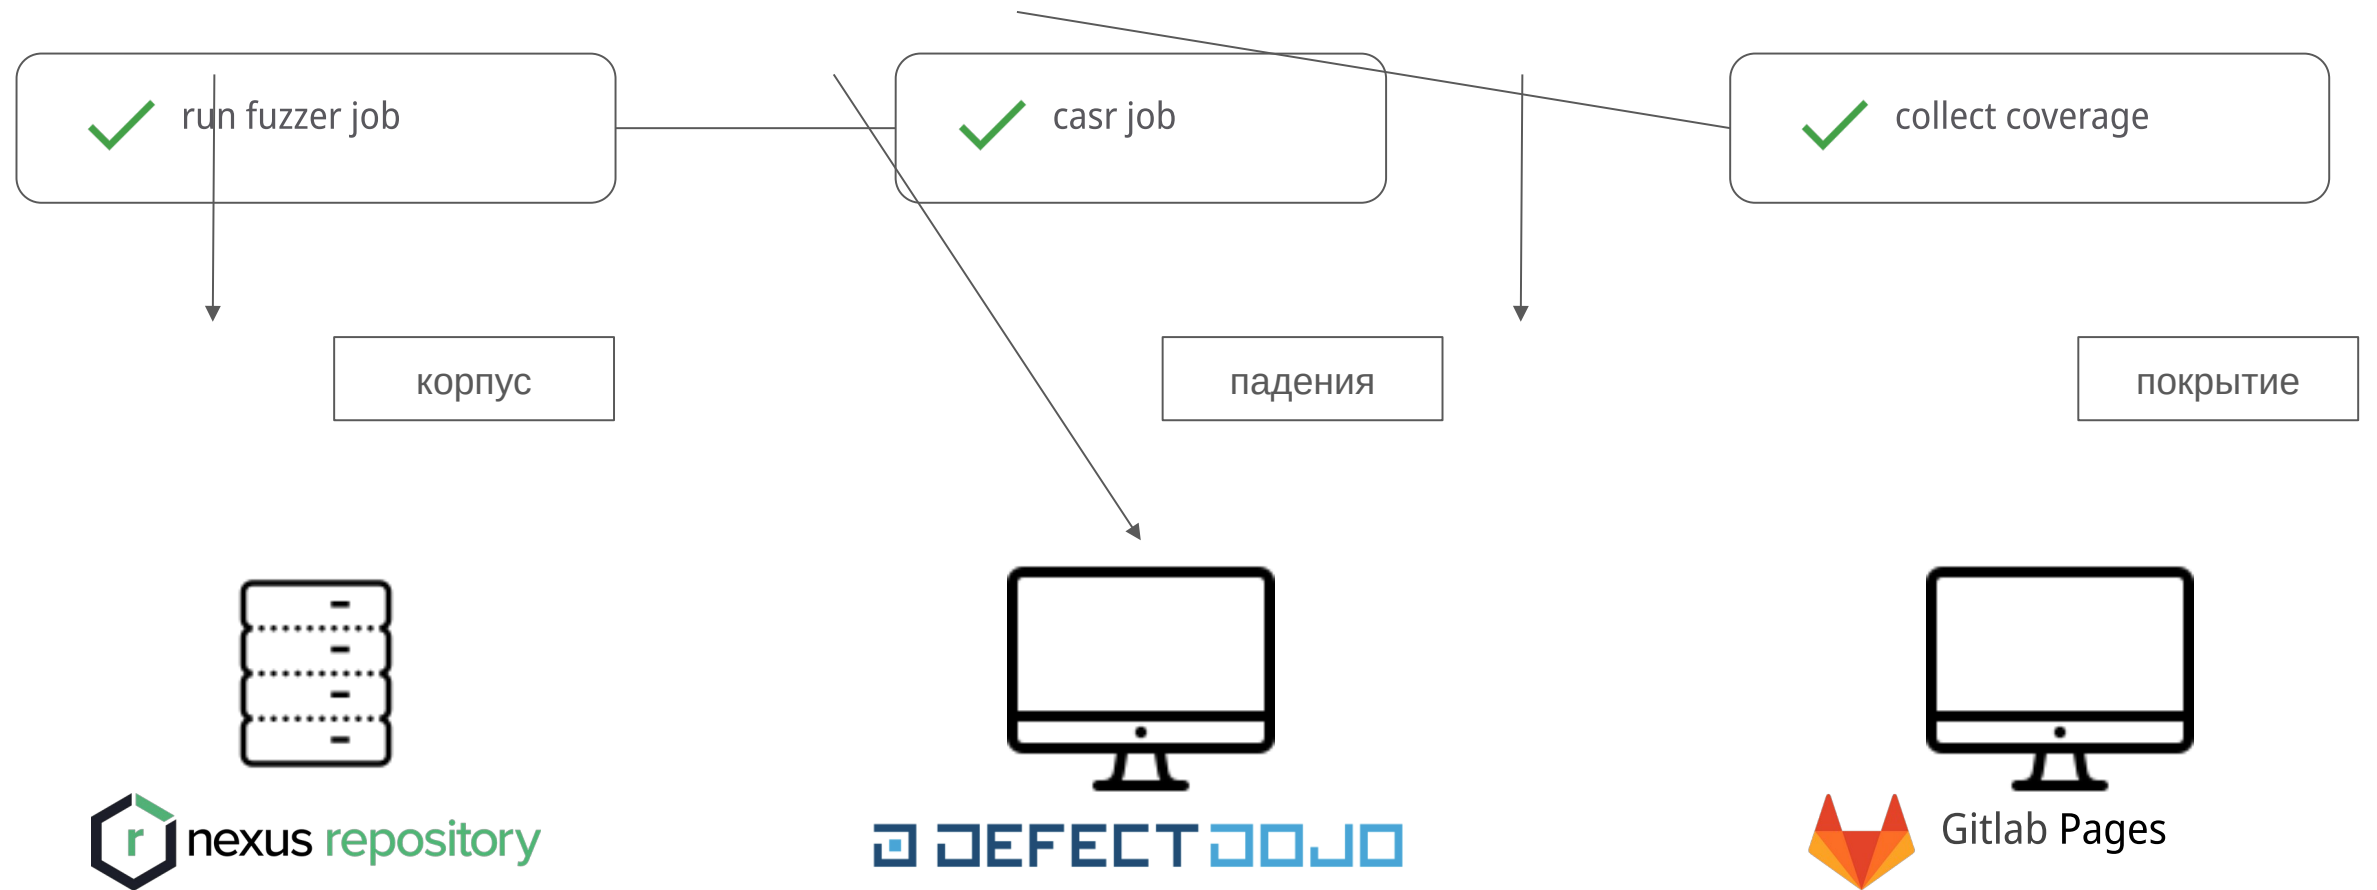 run fuzzer job
casr job
collect coverage
корпус
падения
покрытие
nexus repository
DEFECTDOJO
Gitlab Pages